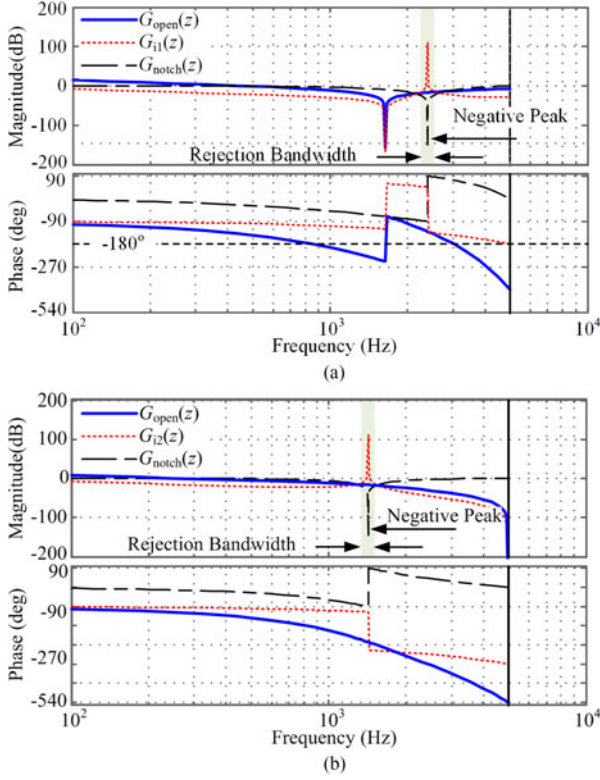 200
100
0
-100
200
Magnitude(dB)
G_open(z)
G_i1(z)
G_notch(z)
Negative Peak
Rejection Bandwidth
90
-90
-270
-540
Phase (deg)
-180°
10^2
10^3
10^4
Frequency (Hz)
(a)
200
100
0
-100
-200
Magnitude(dB)
G_open(z)
G_i2(z)
G_notch(z)
Negative Peak
Rejection Bandwidth
90
-90
-270
-540
Phase (deg)
10^2
10^3
10^4
Frequency (Hz)
(b)